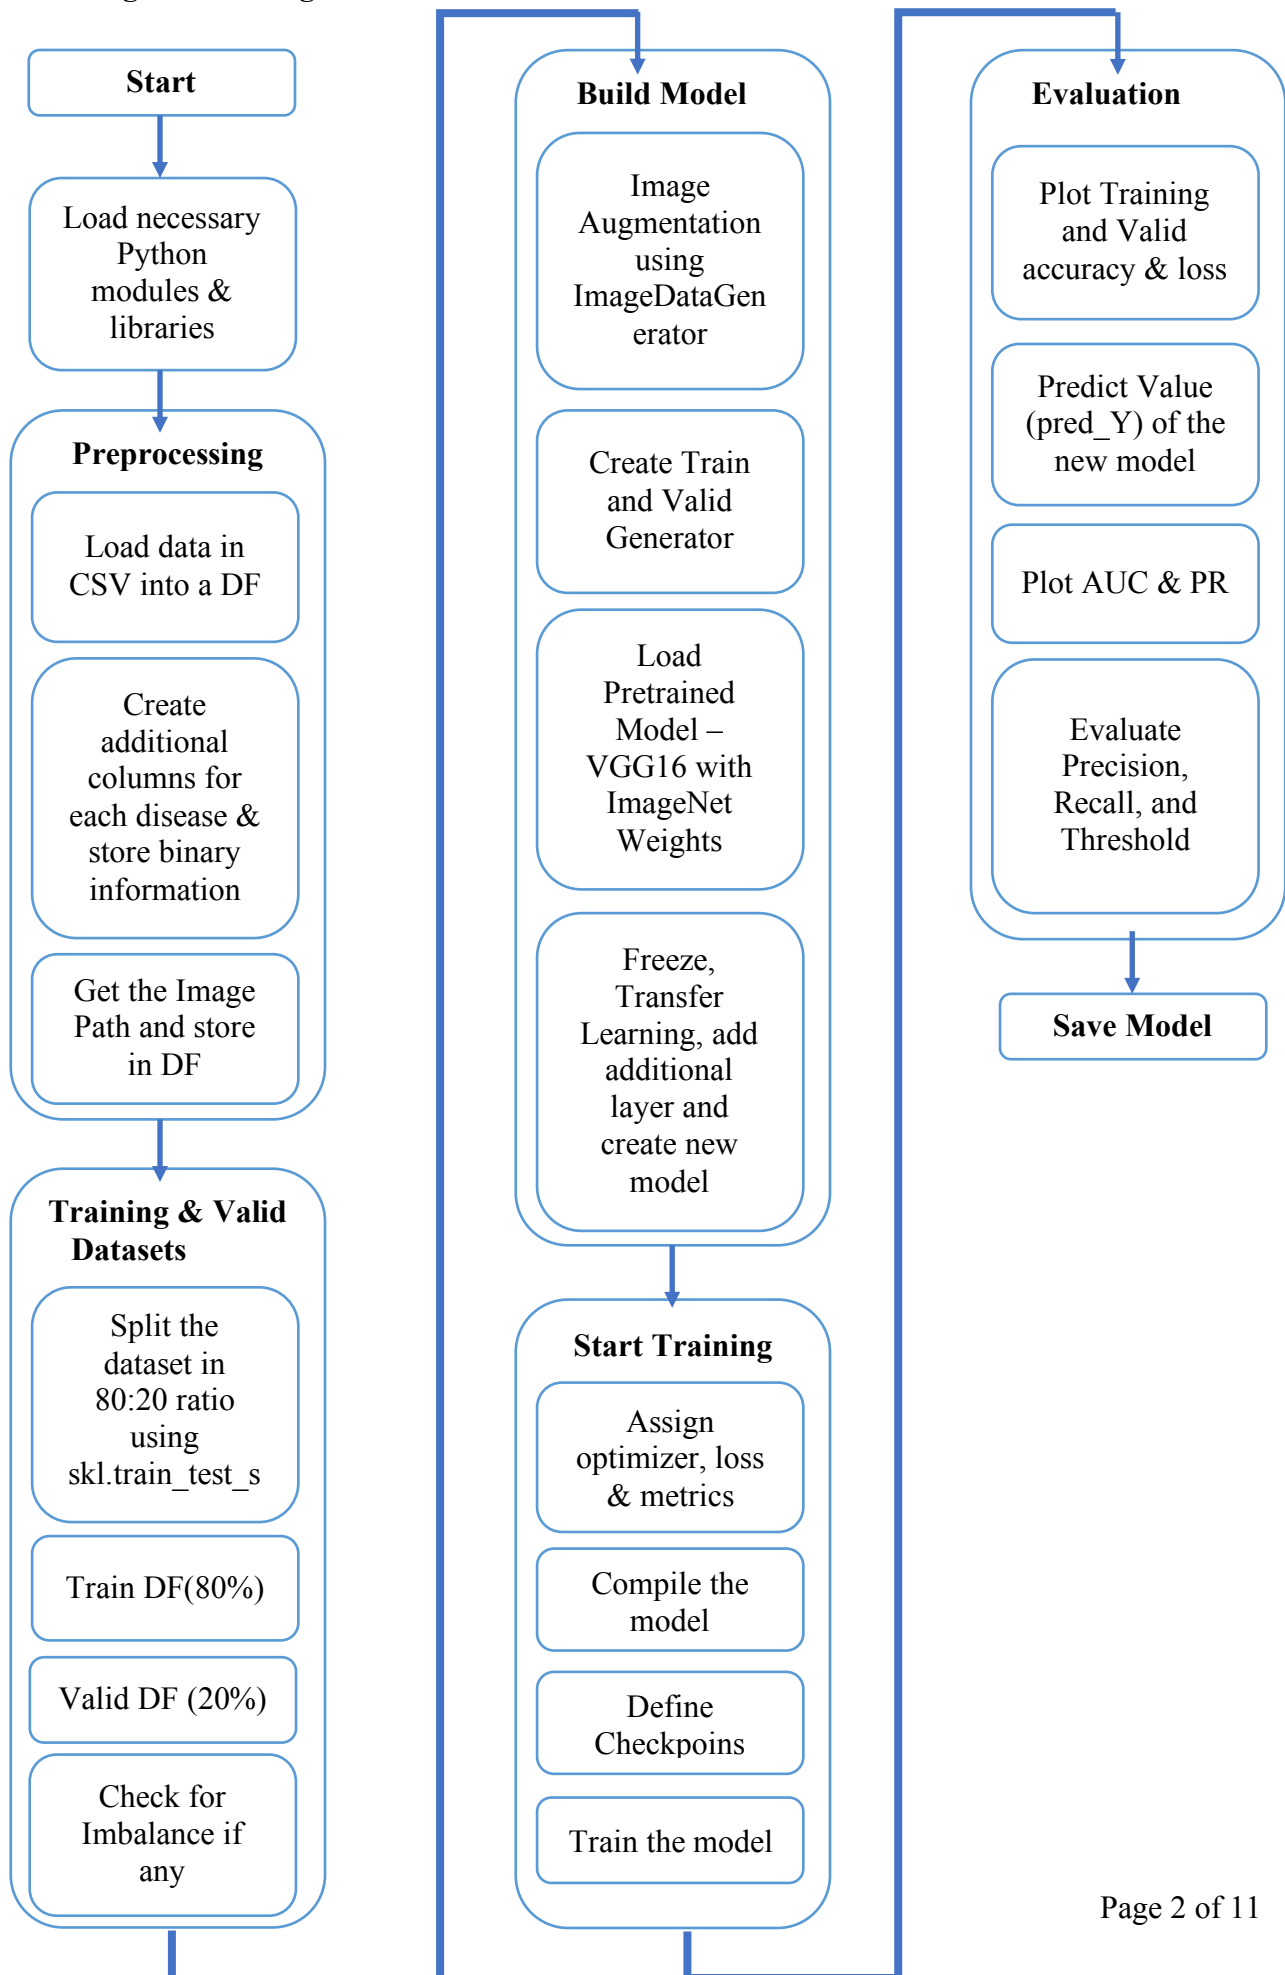 Start
Load necessary
Python
modules &
libraries
Preprocessing
Load data in
CSV into a DF
Create
additional
columns for
each disease &
store binary
information
Get the Image
Path and store
in DF
Training & Valid
Datasets
Split the
dataset in
80:20 ratio
using
skl.train_test_s
Train DF(80%)
Valid DF (20%)
Check for
Imbalance if
any
Build Model
Image
Augmentation
using
ImageDataGen
erator
Create Train
and Valid
Generator
Load
Pretrained
Model –
VGG16 with
ImageNet
Weights
Freeze,
Transfer
Learning, add
additional
layer and
create new
model
Start Training
Assign
optimizer, loss
& metrics
Compile the
model
Define
Checkpoins
Train the model
Evaluation
Plot Training
and Valid
accuracy & loss
Predict Value
(pred_Y) of the
new model
Plot AUC & PR
Evaluate
Precision,
Recall, and
Threshold
Save Model
Page 2 of 11